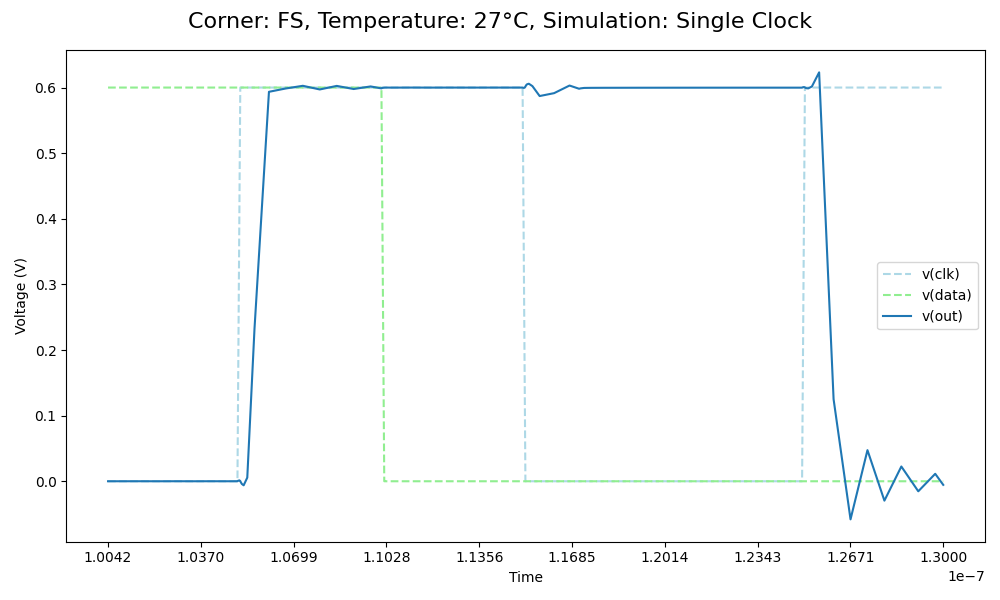 Corner: FS, Temperature: 27°C, Simulation: Single Clock
Voltage (V)
0.6
0.5
0.4
0.3
0.2
0.1
0.0
v(clk)
v(data)
v(out)
1.0042 1.0370 1.0699 1.1028 1.1356 1.1685 1.2014 1.2343 1.2671 1.3000
Time
1e−7